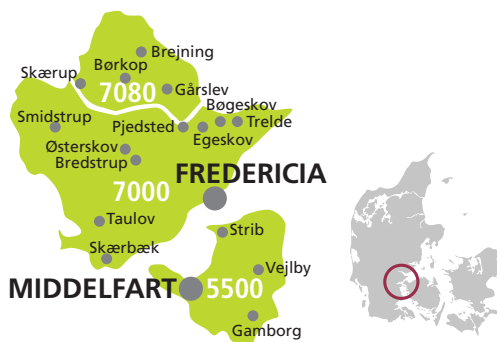 Brejning
Børkop
Skærup
7080
Gårslev
Bøgeskov
Smidstrup
Pjedsted
Trelde
Egeskov
Østerskov
Bredstrup
FREDERICIA
7000
Taulov
Strib
Skærbæk
Vejlby
MIDDELFART
5500
Gamborg